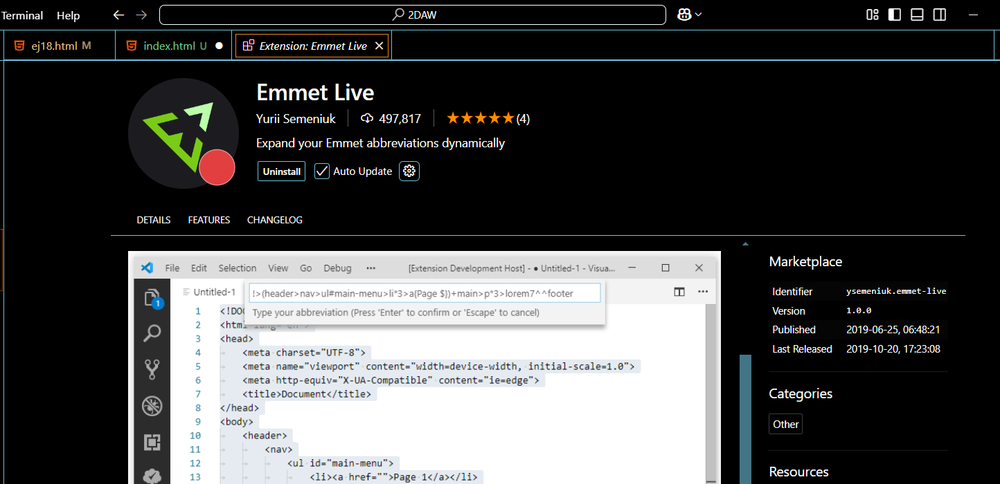 Terminal Help 2DAW
ej18.html M index.html U Extension: Emmet Live
Emmet Live
Yurii Semeniuk 497,817 (4)
Expand your Emmet abbreviations dynamically
Uninstall Auto Update
DETAILS FEATURES CHANGELOG
File Edit Selection View Go Debug ••• [Extension Development Host] - ● Untitled-1 - Visua...
Untitled-1
!>(header>nav>ul#main-menu>li*3>a{Page $})+main>p*3>lorem7^^footer
Type your abbreviation (Press 'Enter' to confirm or 'Escape' to cancel)
1
1 <!DOC
2 <html lang="en">
3 <head>
4 <meta charset="UTF-8">
5 <meta name="viewport" content="width=device-width, initial-scale=1.0">
6 <meta http-equiv="X-UA-Compatible" content="ie=edge">
7 <title>Document</title>
8 </head>
9 <body>
10 <header>
11 <nav>
12 <ul id="main-menu">
13 <li><a href="">Page 1</a></li>
Marketplace
Identifier ysemeniuk.emmet-live
Version 1.0.0
Published 2019-06-25, 06:48:21
Last Released 2019-10-20, 17:23:08
Categories
Other
Resources